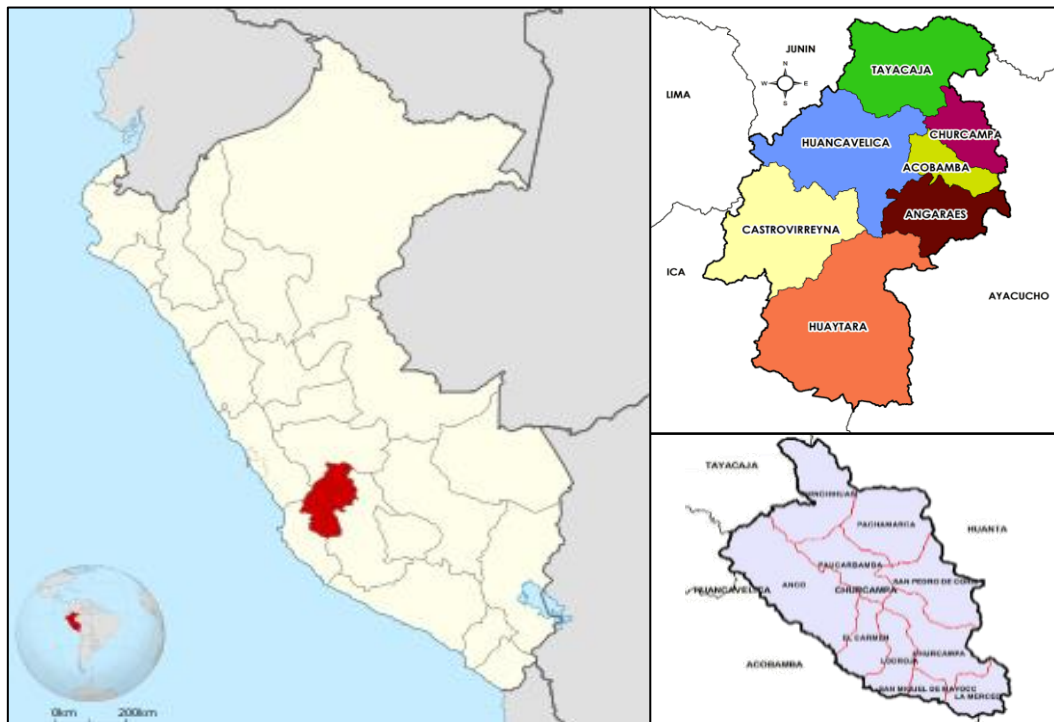 0km 200km
JUNIN
N
W E
S
LIMA
TAYACAJA
CHURCAMPA
HUANCAVELICA
ACOBAMBA
ANGARAES
CASTROVIRREYNA
ICA
AYACUCHO
HUAYTARA
TAYACAJA
PACHAMARCA
HUANTA
PAUCARBAMBA
SAN PEDRO DE CORIS
HUANCAVELICA
ANCO
CHURCAMPA
EL CARMEN
CHURCAMPA
LOCROJA
ACOBAMBA
SAN MIGUEL DE MAYOCC
LA MERCED